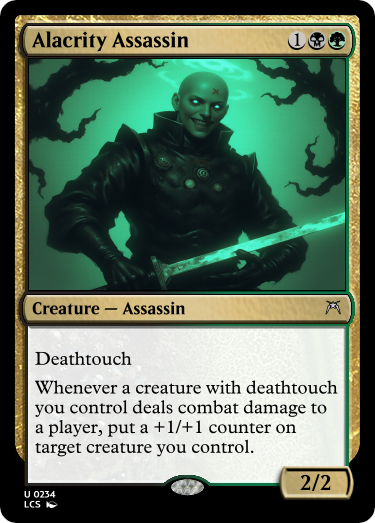 Alacrity Assassin 1
Creature — Assassin
Deathtouch
Whenever a creature with deathtouch
you control deals combat damage to
a player, put a +1/+1 counter on
target creature you control.
2/2
U 0234
LCS